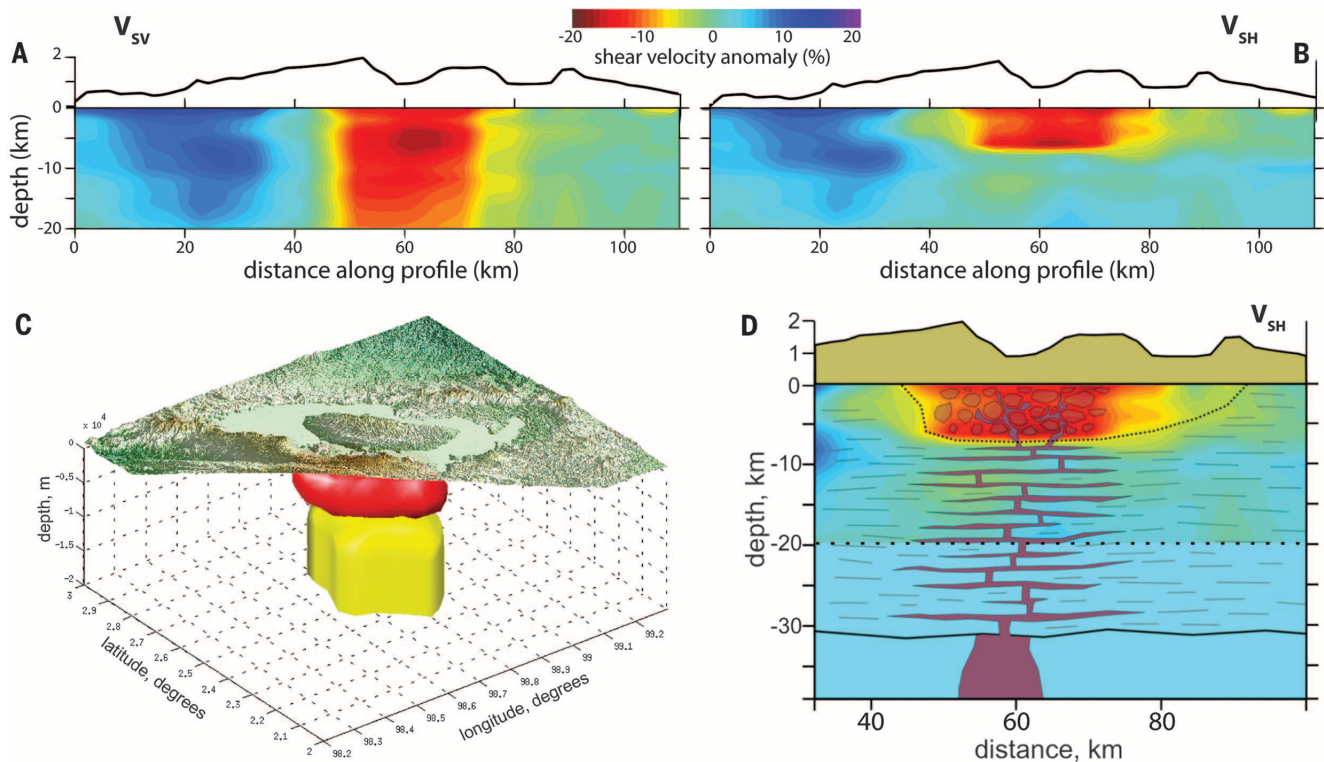 V_SV
V_SH
-20 -10 0 10 20
shear velocity anomaly (%)
A
B
2
0
-10
-20
depth (km)
0 20 40 60 80 100
distance along profile (km)
0 20 40 60 80 100
distance along profile (km)
C
x 10^4
0
-0.5
-1
-1.5
-2
depth, m
3
2.9
2.8
2.7
2.6
2.5
2.4
2.3
2.2
2.1
2
latitude, degrees
98.2
98.3
98.4
98.5
98.6
98.7
98.8
98.9
99
99.1
99.2
longitude, degrees
D
V_SH
2
1
0
-10
-20
-30
depth, km
40 60 80
distance, km